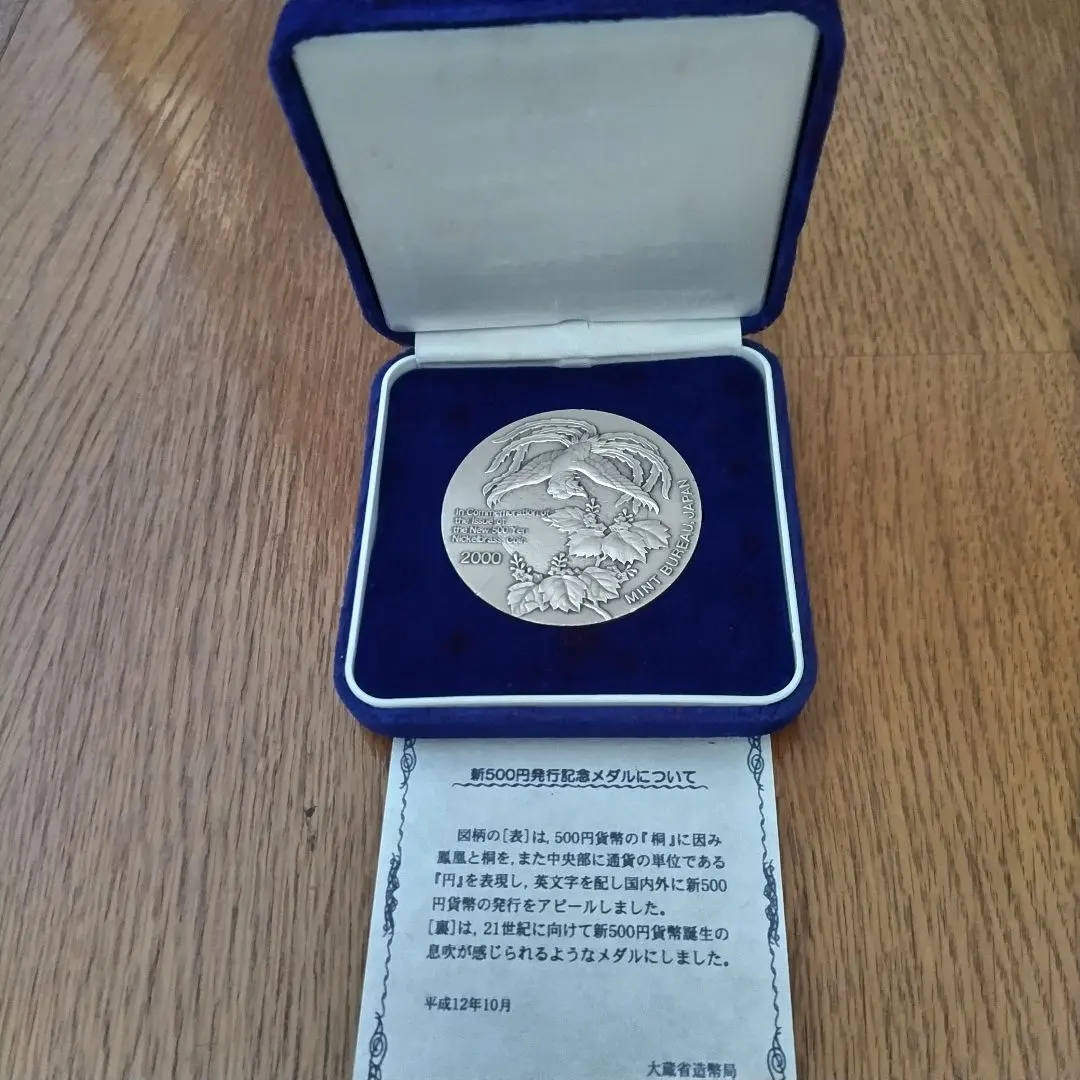 In Commemoration of
the Issue of
the New 500 Yen
Nickelbrass Coin
2000
MINT BUREAU, JAPAN
新500円発行記念メダルについて
図柄の[表]は,500円貨幣の『桐』に因み
鳳凰と桐を,また中央部に通貨の単位である
『円』を表現し,英文字を配し国内外に新500
円貨幣の発行をアピールしました。
[裏]は,21世紀に向けて新500円貨幣誕生の
息吹が感じられるようなメダルにしました。
平成12年10月
大蔵省造幣局